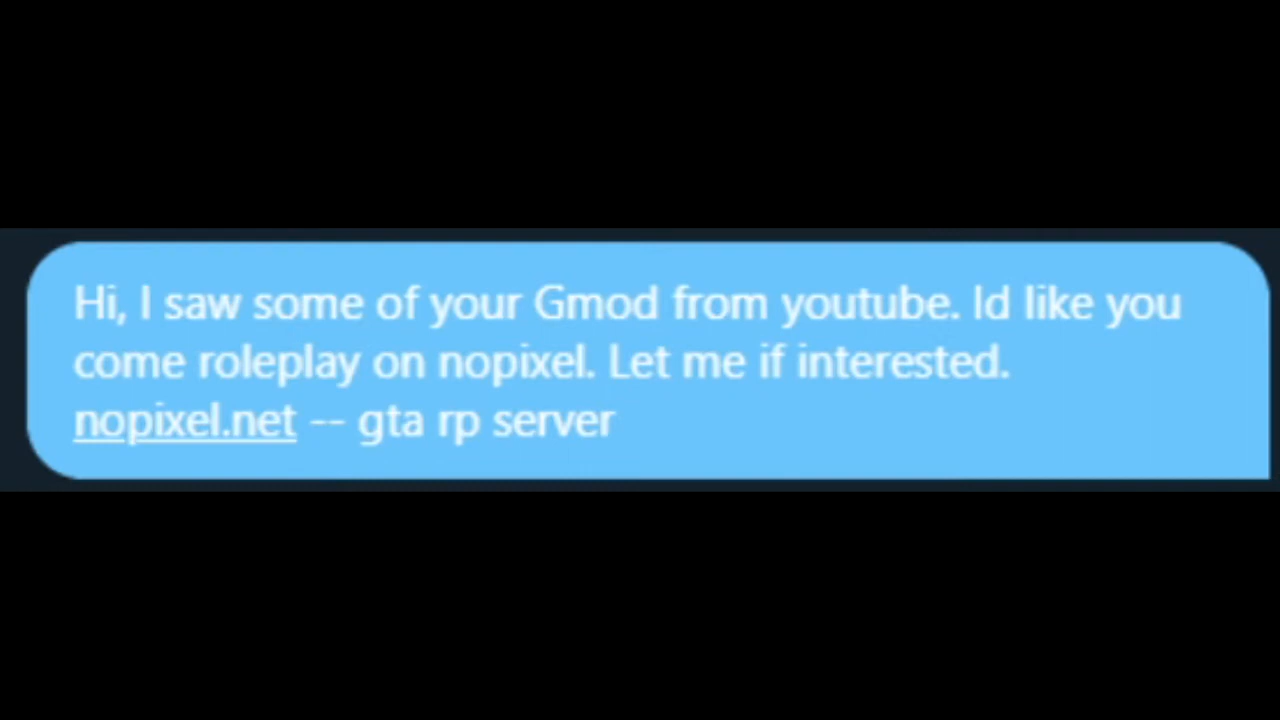 Hi, I saw some of your Gmod from youtube. Id like you
come roleplay on nopixel. Let me if interested.
nopixel.net -- gta rp server